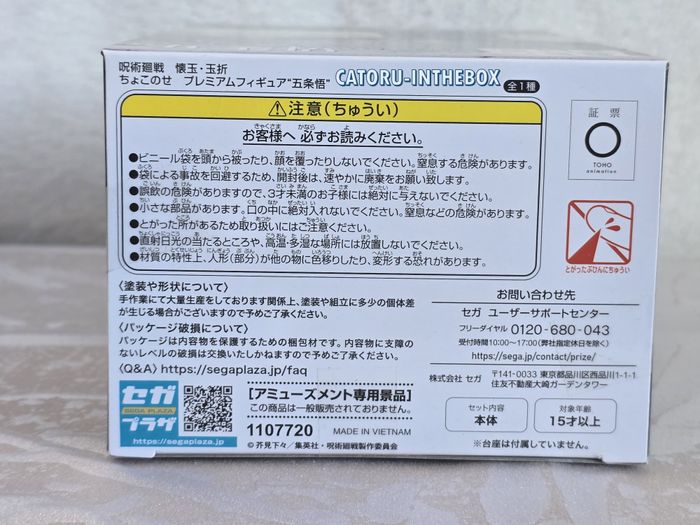 呪術廻戦 懐玉・玉折
ちょこのせ プレミアムフィギュア"五条悟" CATORU-INTHEBOX 全1種
⚠注意(ちゅうい)
お客様へ 必ずお読みください。
●ビニール袋を頭から被ったり、顔を覆ったりしないでください。窒息する危険があります。
●袋による事故を回避するため、開封後は、速やかに廃棄をお願い致します。
●誤飲の危険がありますので、3才未満のお子様には絶対に与えないでください。
●小さな部品があります。口の中に絶対入れないでください。窒息などの危険があります。
●とがった所があるため取り扱いにはご注意ください。
●直射日光の当たるところや、高温・多湿な場所には放置しないでください。
●材質の特性上、人形(部分)が他の物に色移りしたり、変形する恐れがあります。
証票
TOHO
animation
とがったぶひんにちゅうい
〈塗装や形状について〉
手作業にて大量生産をしております関係上、塗装や組立に多少の個体差
が生じる場合がございますので予めご了承ください。
〈パッケージ破損について〉
パッケージは内容物を保護するための梱包材です。内容物に支障の
ないレベルの破損は交換いたしかねますので予めご了承ください。
〈Q&A〉https://segaplaza.jp/faq
お問い合わせ先
セガ ユーザーサポートセンター
フリーダイヤル 0120-680-043
受付時間10:00~17:00(弊社指定休日を除く)
https://sega.jp/contact/prize/
株式会社 セガ 〒141-0033 東京都品川区西品川1-1-1
住友不動産大崎ガーデンタワー
セガ
SEGA PLAZA
プラザ
https://segaplaza.jp
[アミューズメント専用景品]
この商品は一般販売されておりません。
1107720 MADE IN VIETNAM
©芥見下々/集英社・呪術廻戦製作委員会
セット内容
本体
対象年齢
15才以上
※台座は付属していません。